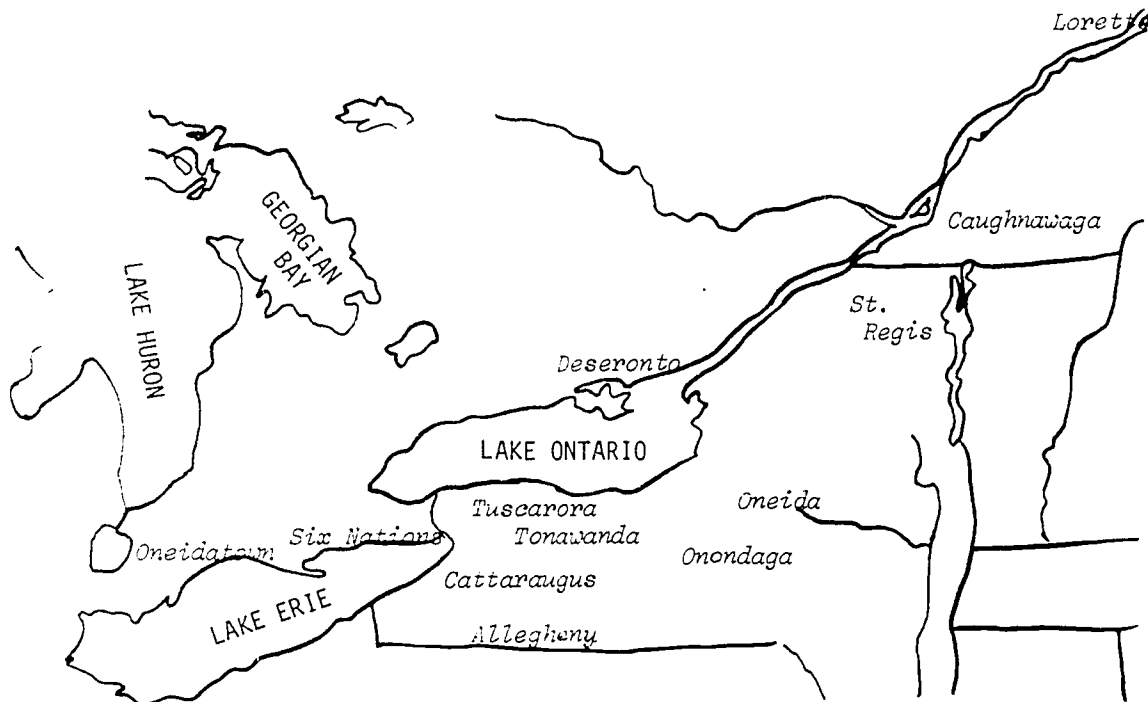 Lorette
GEORGIAN
BAY
Caughnawaga
LAKE HURON
St.
Regis
Deseronto
LAKE ONTARIO
Tuscarora
Oneida
Six Nations
Tonawanda
Oneidatown
Onondaga
Cattaraugus
LAKE ERIE
Allegheny